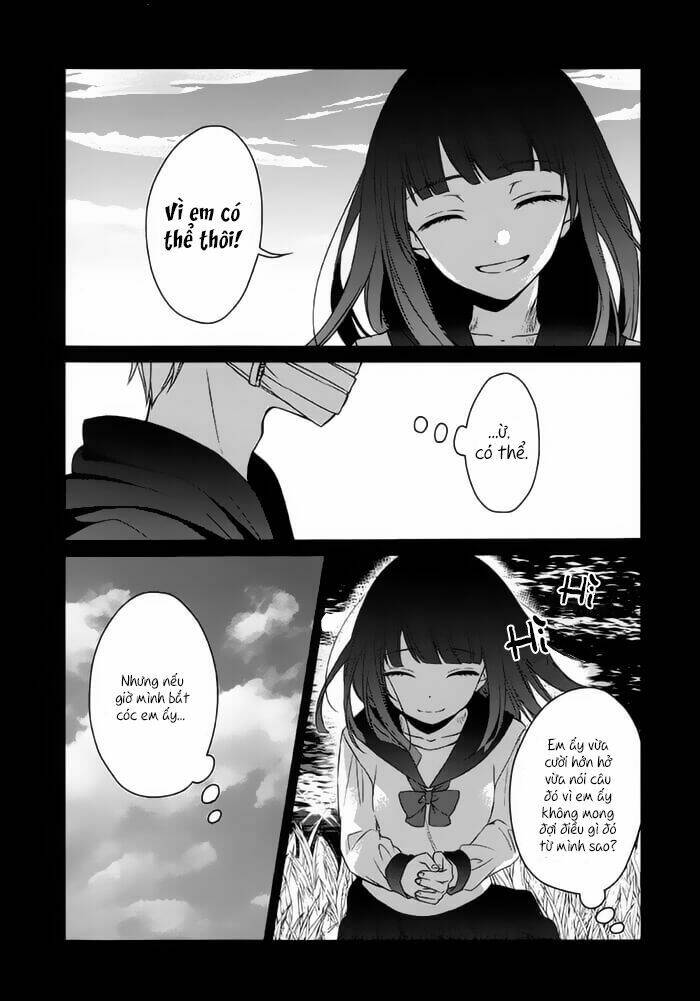 Vì em có
thể thôi!
...ừ,
có thể.
Nhưng nếu
giờ mình bắt
cóc em ấy...
Hì
Hì
Em ấy vừa
cười hớn hở
vừa nói câu
đó vì em ấy
không mong
đợi điều gì đó
từ mình sao?